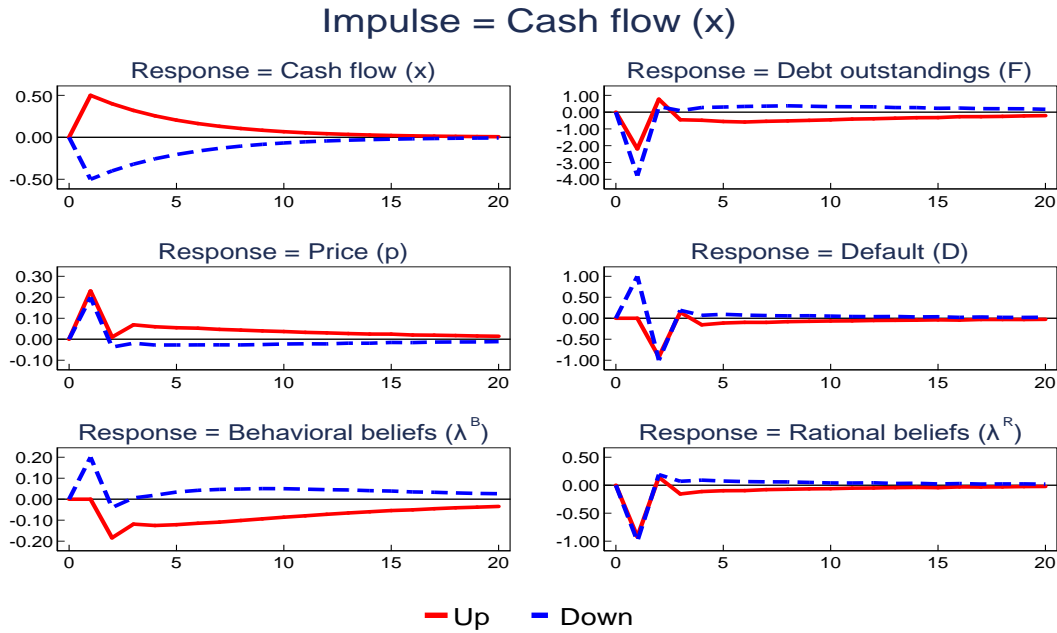 Impulse = Cash flow (x)
Response = Cash flow (x)
0.50
0.00
-0.50
0 5 10 15 20
Response = Debt outstandings (F)
1.00
0.00
-1.00
-2.00
-3.00
-4.00
0 5 10 15 20
Response = Price (p)
0.30
0.20
0.10
0.00
-0.10
0 5 10 15 20
Response = Default (D)
1.00
0.50
0.00
-0.50
-1.00
0 5 10 15 20
Response = Behavioral beliefs (λ^B)
0.20
0.10
0.00
-0.10
-0.20
0 5 10 15 20
Response = Rational beliefs (λ^R)
0.50
0.00
-0.50
-1.00
0 5 10 15 20
Up Down